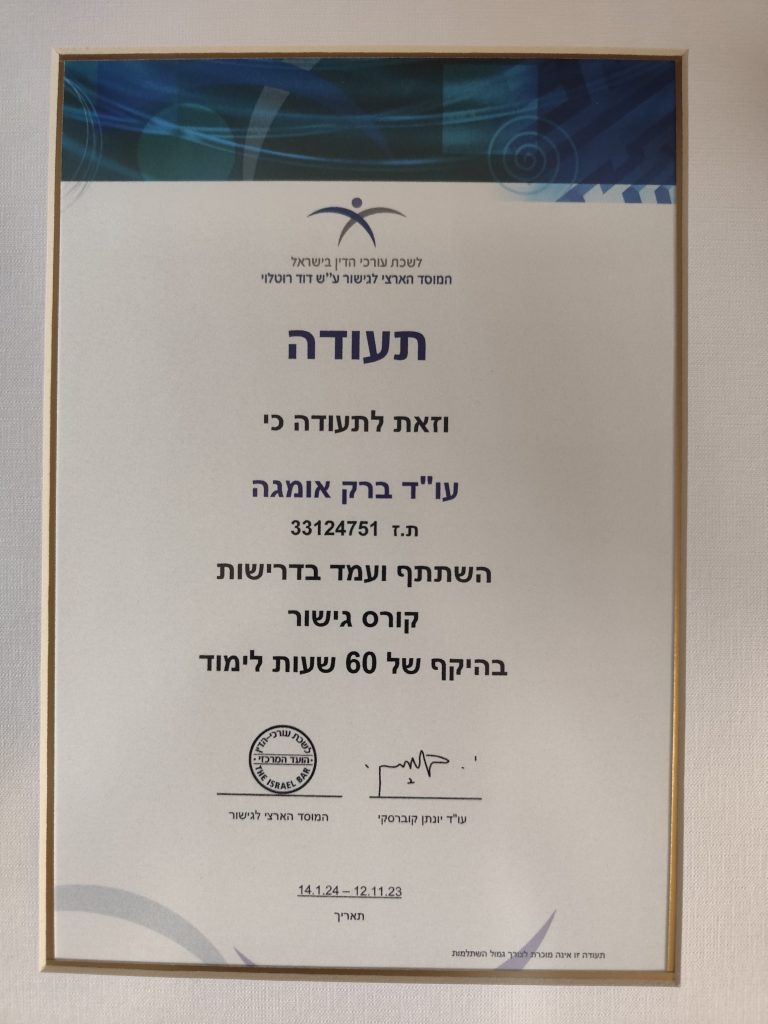 לשכת עורכי הדין בישראל
המוסד הארצי לגישור ע"ש דוד רוטלוי
תעודה
וזאת לתעודה כי
עו"ד ברק אומגה
ת.ז 33124751
השתתף ועמד בדרישות
קורס גישור
בהיקף של 60 שעות לימוד
לשכת עורכי-הדין
הועד המרכזי
THE ISRAEL BAR
עו"ד יונתן קוברסקי
המוסד הארצי לגישור
14.1.24 – 12.11.23
תאריך
תעודה זו אינה מוכרת לצורך גמול השתלמות